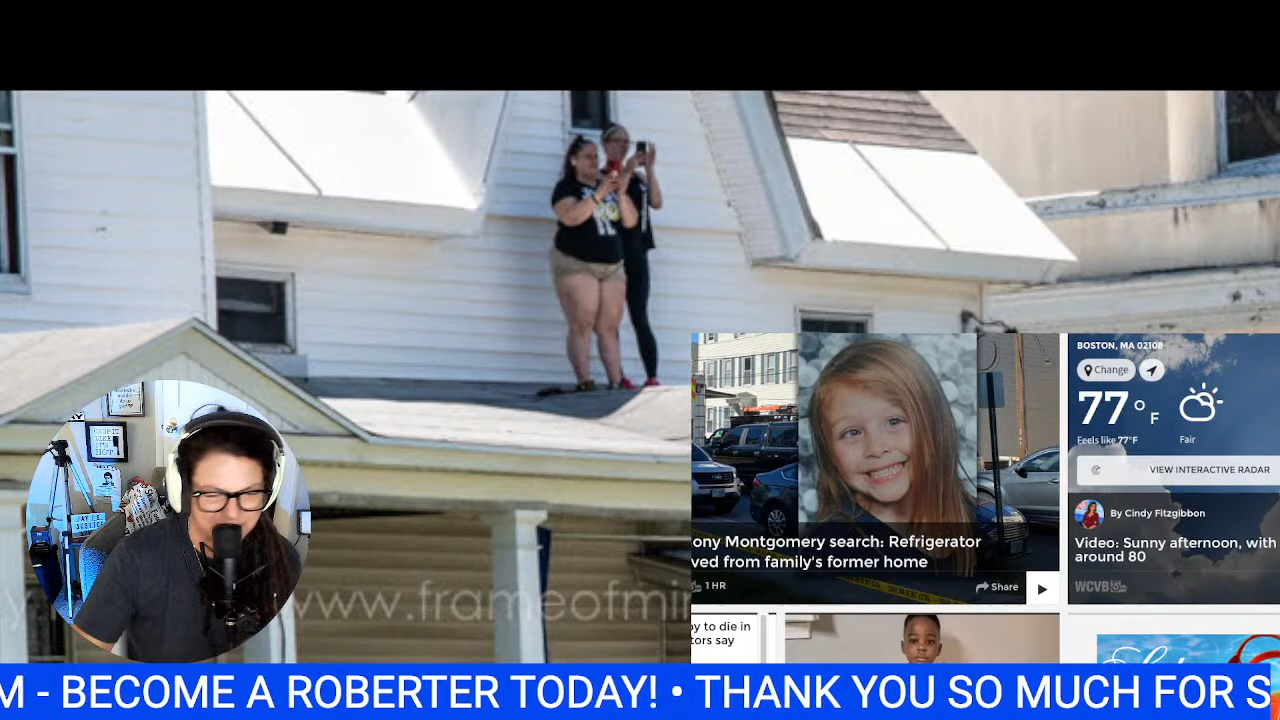 BOSTON, MA 02108
Change
77°F
Feels like 77°F
Fair
VIEW INTERACTIVE RADAR
By Cindy Fitzgibbon
Video: Sunny afternoon, with
around 80
WCVB
ony Montgomery search: Refrigerator
ved from family's former home
1 HR
Share
oy to die in
tors say
www.frameofmi
M - BECOME A ROBERTER TODAY! • THANK YOU SO MUCH FOR S